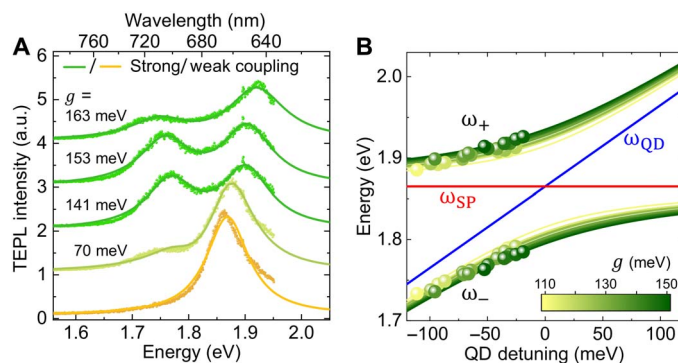 Wavelength (nm)
760 720 680 640
A
6
5
4
3
2
1
0
TEPL intensity (a.u.)
/ Strong/ weak coupling
g =
163 meV
153 meV
141 meV
70 meV
1.6 1.7 1.8 1.9 2.0
Energy (eV)
B
2.0
1.9
1.8
1.7
Energy (eV)
ω+
ωQD
ωSP
ω−
g (meV)
110 150
−100 −50 0 50 100
QD detuning (meV)